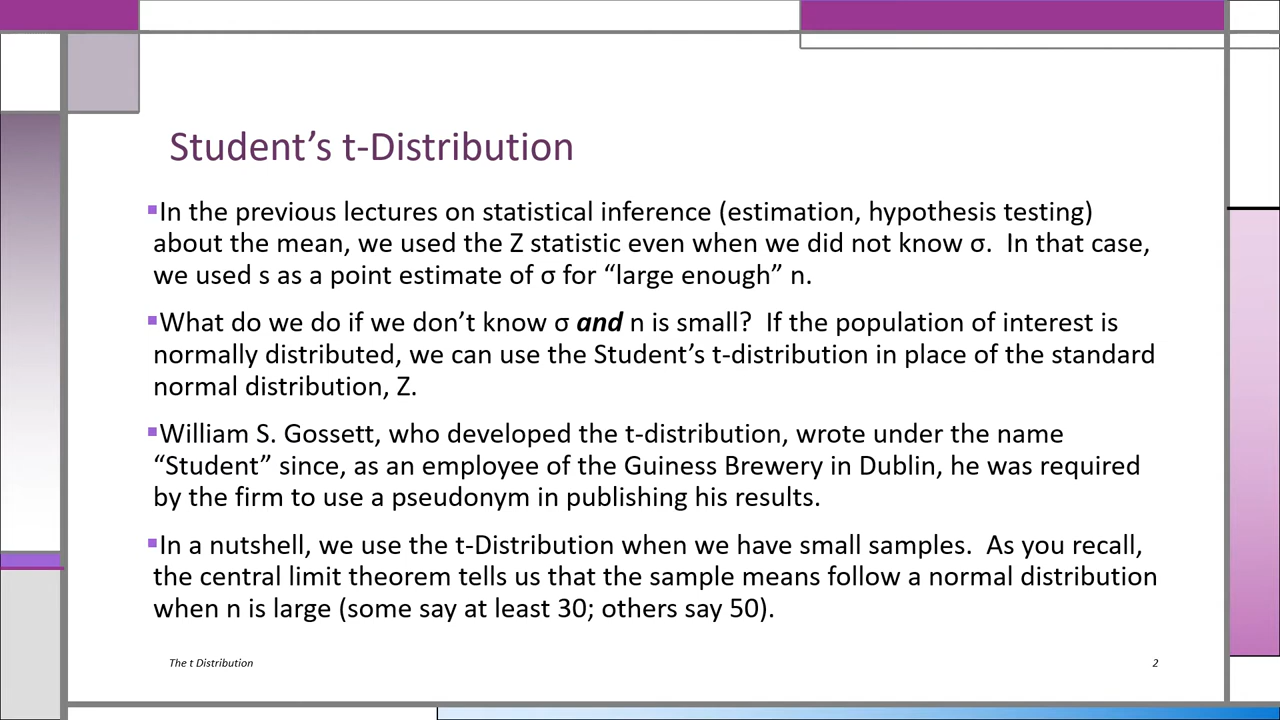 Student’s t-Distribution
▪In the previous lectures on statistical inference (estimation, hypothesis testing)
about the mean, we used the Z statistic even when we did not know σ.  In that case,
we used s as a point estimate of σ for “large enough” n.
▪What do we do if we don’t know σ and n is small?  If the population of interest is
normally distributed, we can use the Student’s t-distribution in place of the standard
normal distribution, Z.
▪William S. Gossett, who developed the t-distribution, wrote under the name
“Student” since, as an employee of the Guiness Brewery in Dublin, he was required
by the firm to use a pseudonym in publishing his results.
▪In a nutshell, we use the t-Distribution when we have small samples.  As you recall,
the central limit theorem tells us that the sample means follow a normal distribution
when n is large (some say at least 30; others say 50).
The t Distribution
2